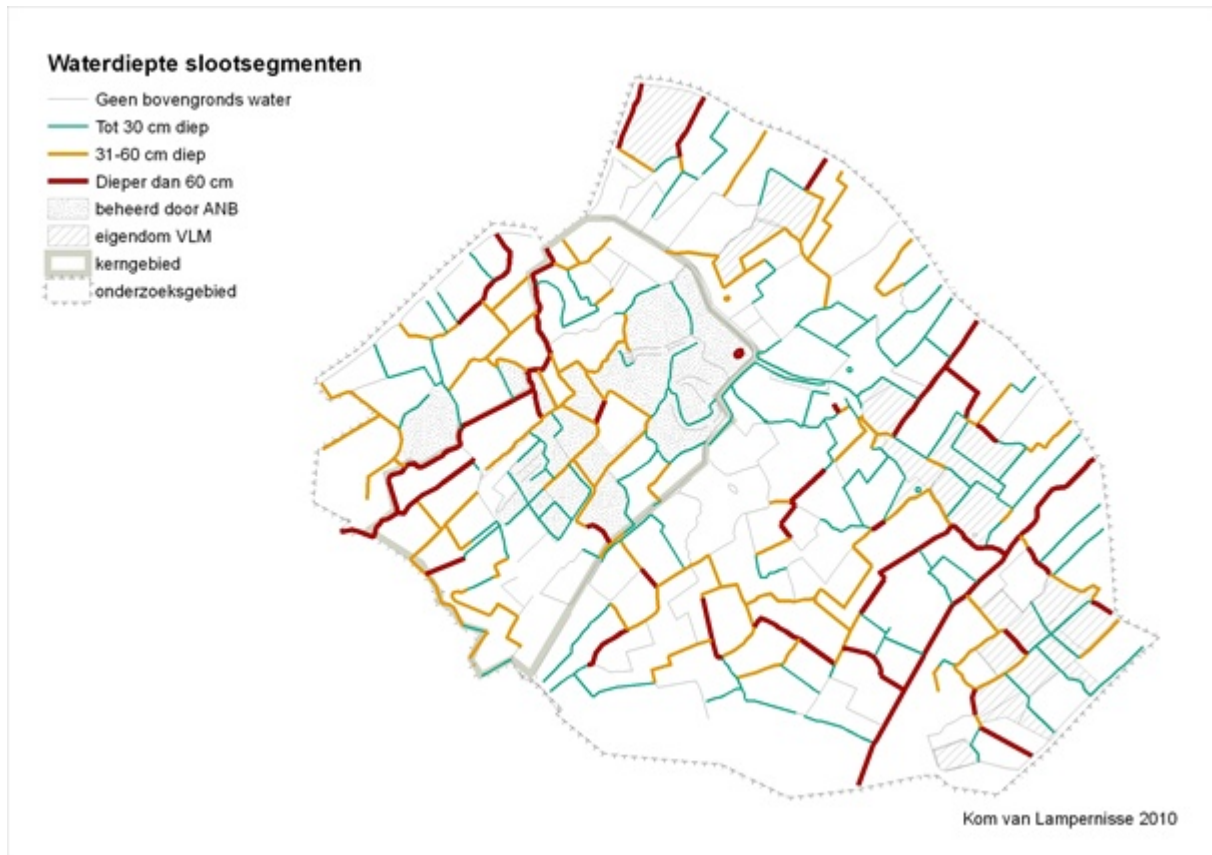 Waterdiepte slootsegmenten
Geen bovengronds water
Tot 30 cm diep
31-60 cm diep
Dieper dan 60 cm
beheerd door ANB
eigendom VLM
kerngebied
onderzoeksgebied
Kom van Lampernisse 2010